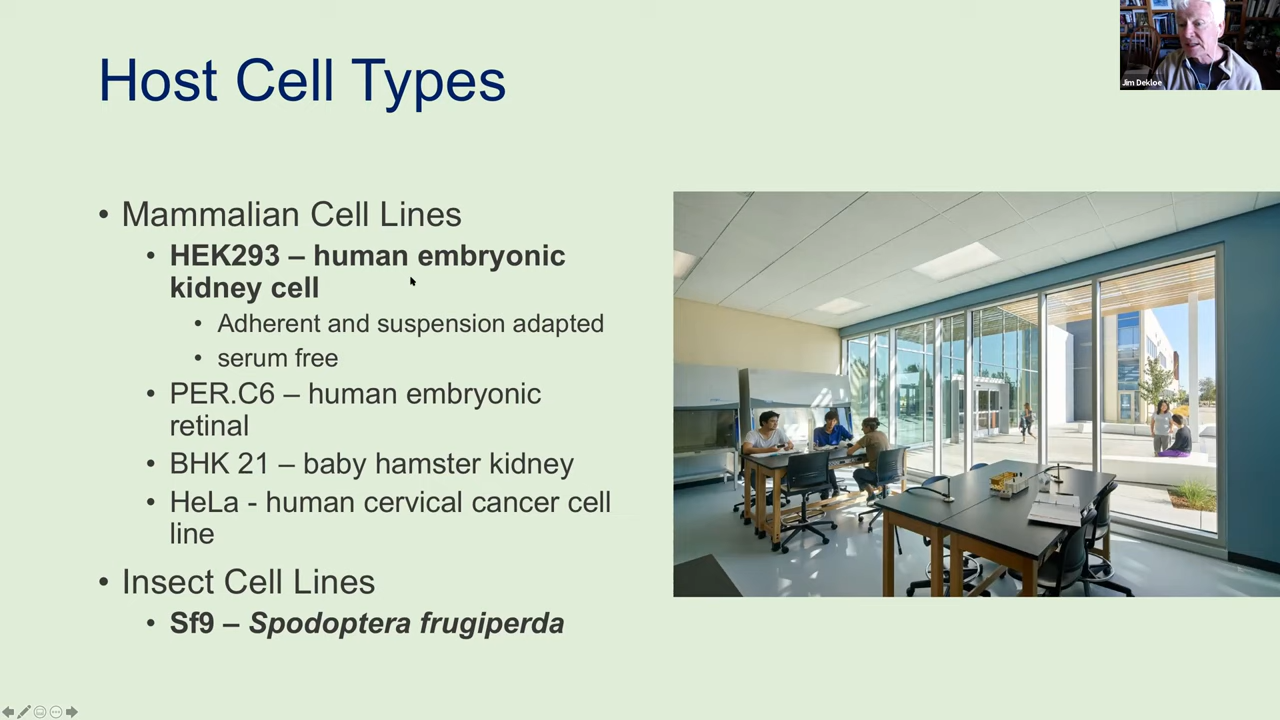 Host Cell Types
Jim Dekloe
• Mammalian Cell Lines
• HEK293 – human embryonic
kidney cell
• Adherent and suspension adapted
• serum free
• PER.C6 – human embryonic
retinal
• BHK 21 – baby hamster kidney
• HeLa - human cervical cancer cell
line
• Insect Cell Lines
• Sf9 – Spodoptera frugiperda